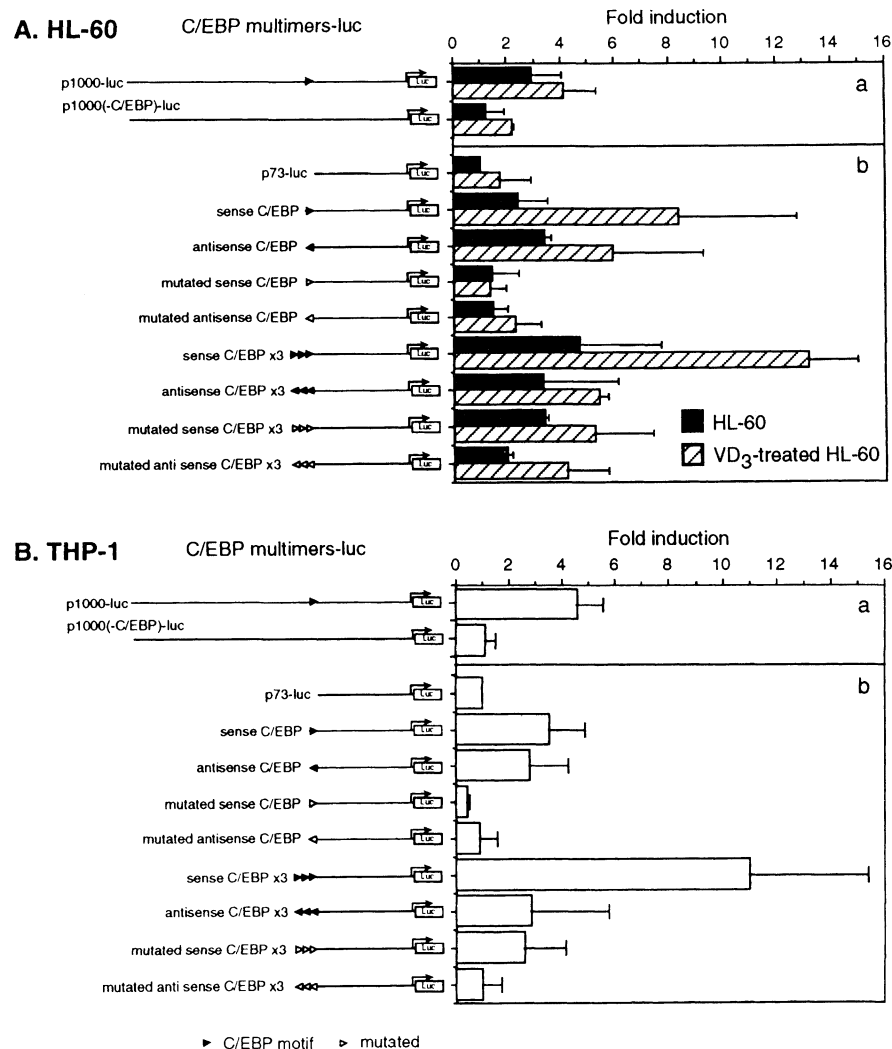 A. HL-60
C/EBP multimers-luc
Fold induction
0 2 4 6 8 10 12 14 16
p1000-luc
luc
a
p1000(-C/EBP)-luc
luc
p73-luc
luc
b
sense C/EBP
luc
antisense C/EBP
luc
mutated sense C/EBP
luc
mutated antisense C/EBP
luc
sense C/EBP x3
luc
antisense C/EBP x3
luc
mutated sense C/EBP x3
luc
mutated anti sense C/EBP x3
luc
HL-60
VD3-treated HL-60
B. THP-1
C/EBP multimers-luc
Fold induction
0 2 4 6 8 10 12 14 16
p1000-luc
luc
a
p1000(-C/EBP)-luc
luc
p73-luc
luc
b
sense C/EBP
luc
antisense C/EBP
luc
mutated sense C/EBP
luc
mutated antisense C/EBP
luc
sense C/EBP x3
luc
antisense C/EBP x3
luc
mutated sense C/EBP x3
luc
mutated anti sense C/EBP x3
luc
C/EBP motif
mutated